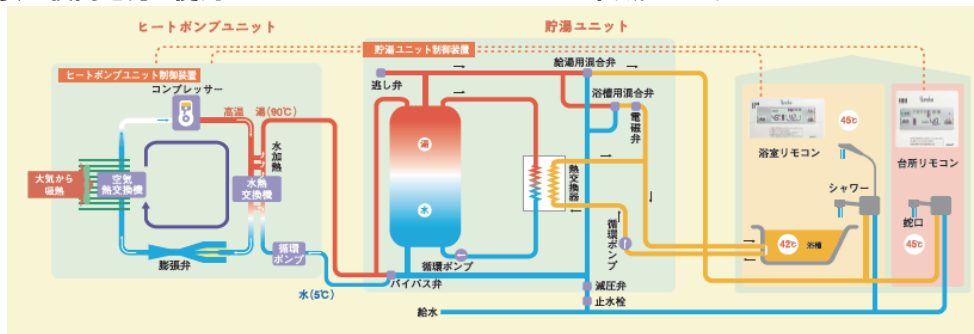 ヒートポンプユニット
貯湯ユニット
貯湯ユニット制御装置
ヒートポンプユニット制御装置
コンプレッサー
高温
湯(90℃)
水加熱
大気から
吸熱
空気
熱交換機
水熱
交換機
膨張弁
循環
ポンプ
水(5℃)
逃し弁
湯
水
循環ポンプ
バイパス弁
給湯用混合弁
浴槽用混合弁
電磁弁
熱交換器
循環ポンプ
減圧弁
止水栓
給水
45℃
浴室リモコン
台所リモコン
シャワー
蛇口
42℃
浴槽
45℃